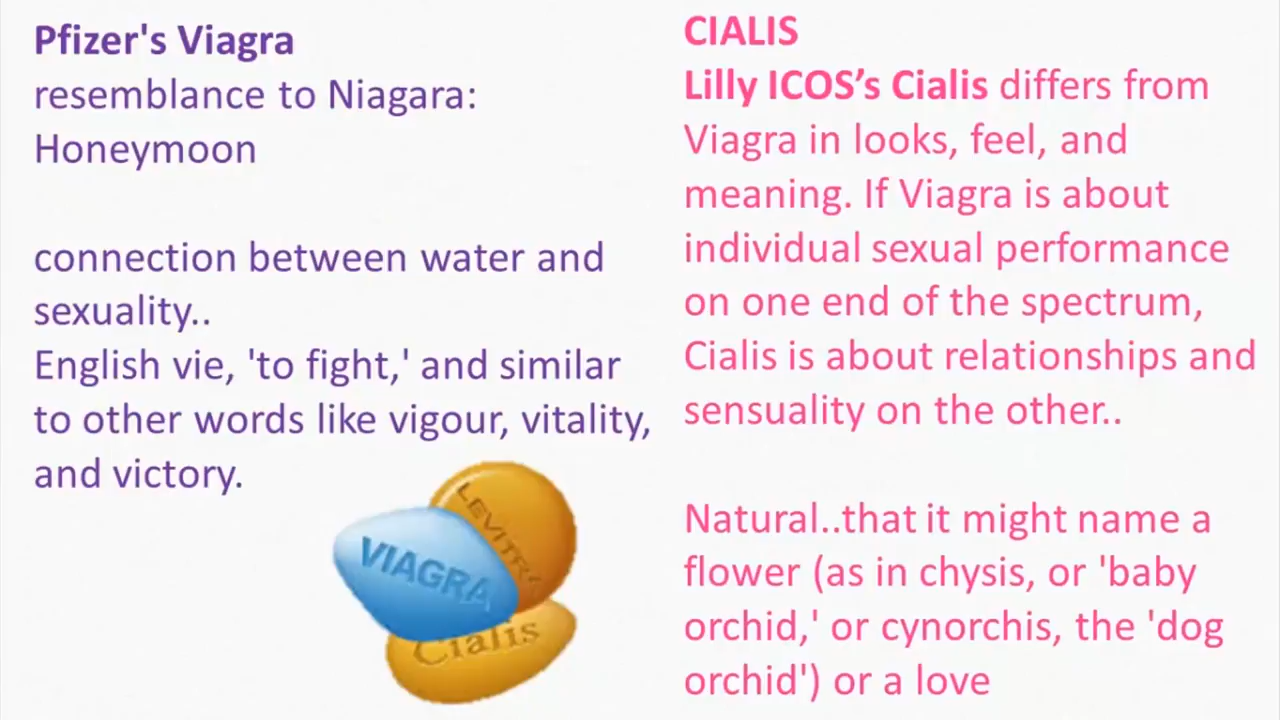 Pfizer's Viagra
resemblance to Niagara:
Honeymoon
connection between water and
sexuality..
English vie, 'to fight,' and similar
to other words like vigour, vitality,
and victory.
LEVITRA
VIAGRA
Cialis
CIALIS
Lilly ICOS’s Cialis differs from
Viagra in looks, feel, and
meaning. If Viagra is about
individual sexual performance
on one end of the spectrum,
Cialis is about relationships and
sensuality on the other..
Natural..that it might name a
flower (as in chysis, or 'baby
orchid,' or cynorchis, the 'dog
orchid') or a love